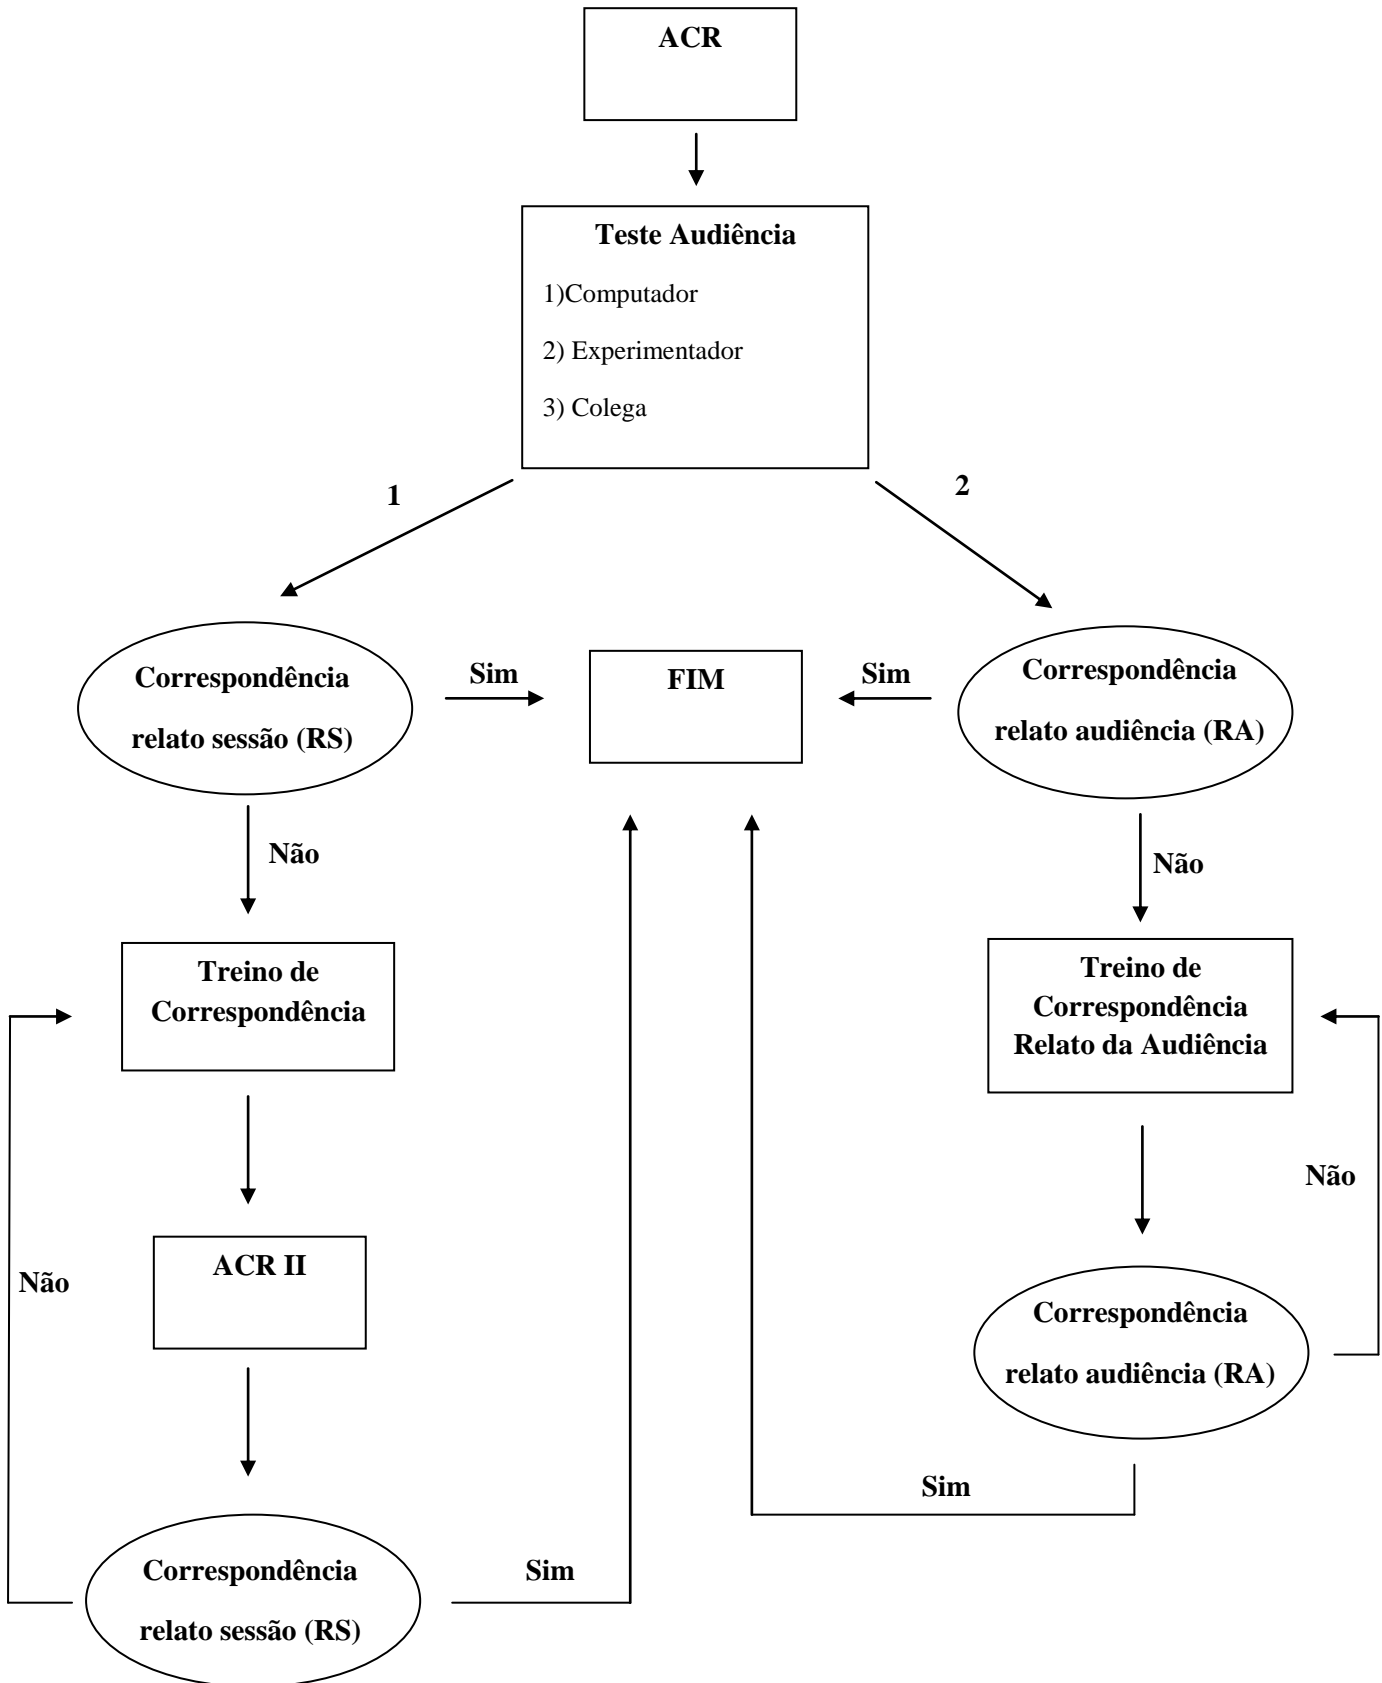 ACR
Teste Audiência
1)Computador
2) Experimentador
3) Colega
1
2
Correspondência
relato sessão (RS)
Sim
FIM
Sim
Correspondência
relato audiência (RA)
Não
Não
Treino de
Correspondência
Treino de
Correspondência
Relato da Audiência
Não
Não
ACR II
Correspondência
relato audiência (RA)
Sim
Correspondência
relato sessão (RS)
Sim